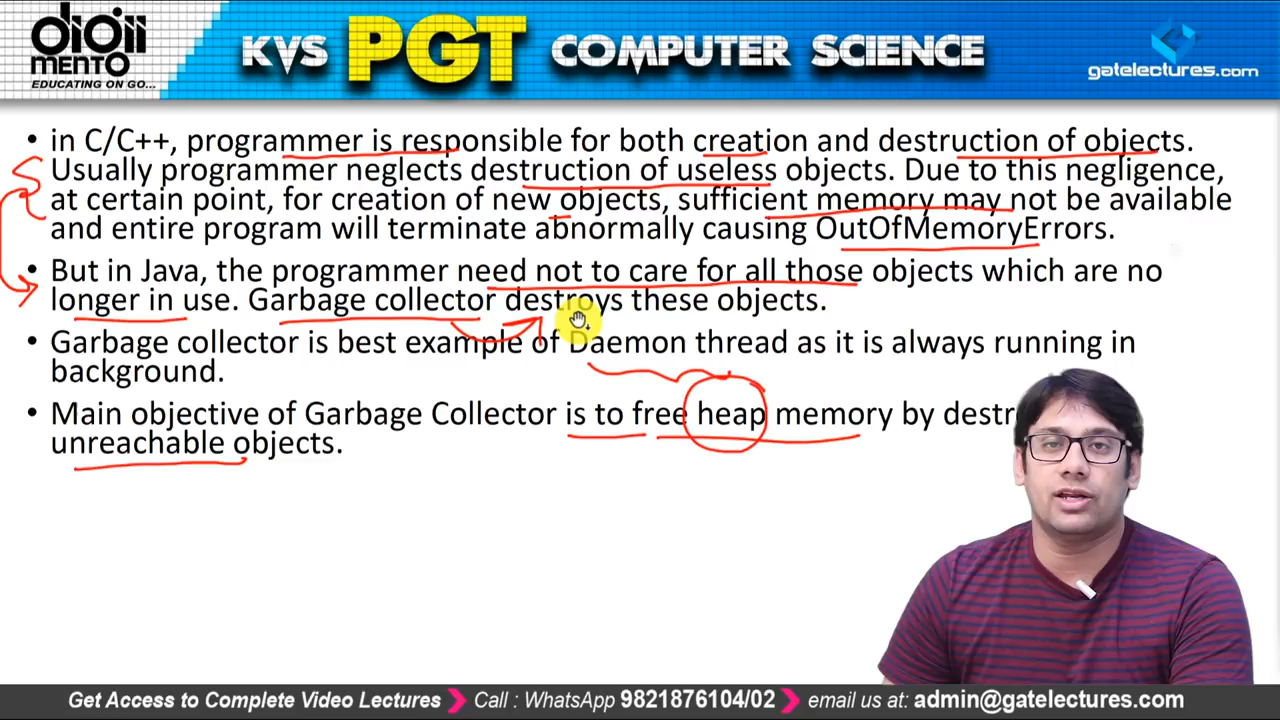 digii
MENTO
EDUCATING ON GO...
KVS PGT COMPUTER SCIENCE
gatelectures.com
• in C/C++, programmer is responsible for both creation and destruction of objects.
Usually programmer neglects destruction of useless objects. Due to this negligence,
at certain point, for creation of new objects, sufficient memory may not be available
and entire program will terminate abnormally causing OutOfMemoryErrors.
• But in Java, the programmer need not to care for all those objects which are no
longer in use. Garbage collector destroys these objects.
• Garbage collector is best example of Daemon thread as it is always running in
background.
• Main objective of Garbage Collector is to free heap memory by destr
unreachable objects.
Get Access to Complete Video Lectures Call : WhatsApp 9821876104/02 email us at: admin@gatelectures.com